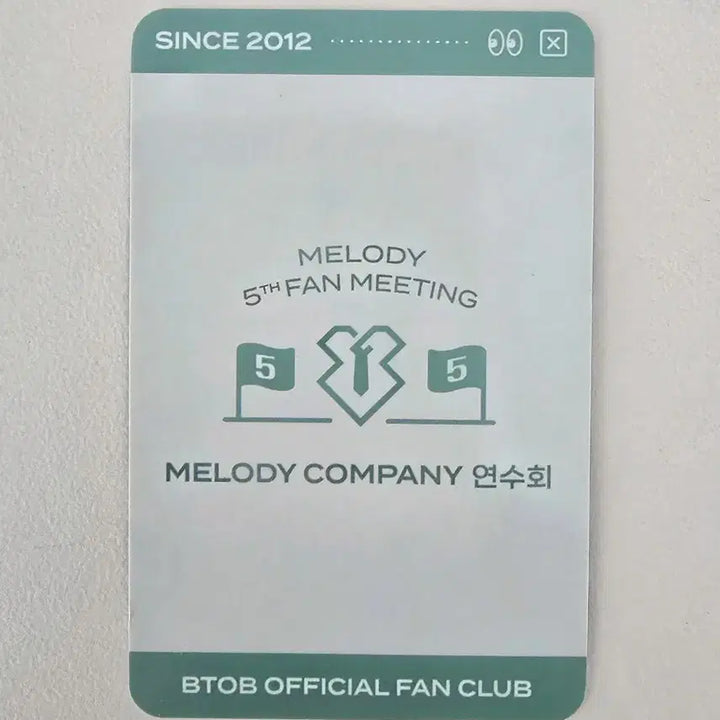 SINCE 2012
MELODY
5TH FAN MEETING
5 5
MELODY COMPANY 연수회
BTOB OFFICIAL FAN CLUB